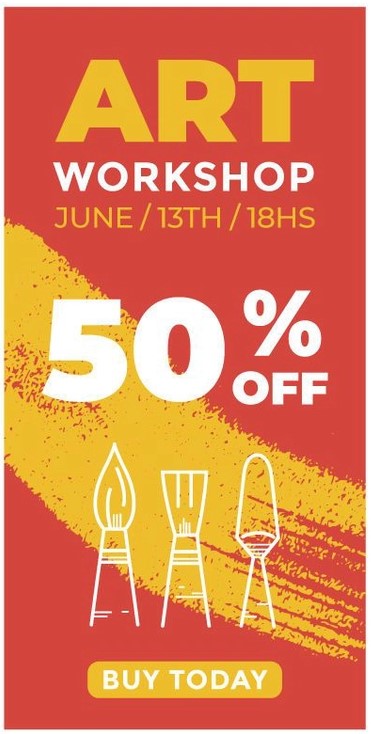 ART
WORKSHOP
JUNE / 13TH / 18HS
50%
OFF
BUY TODAY